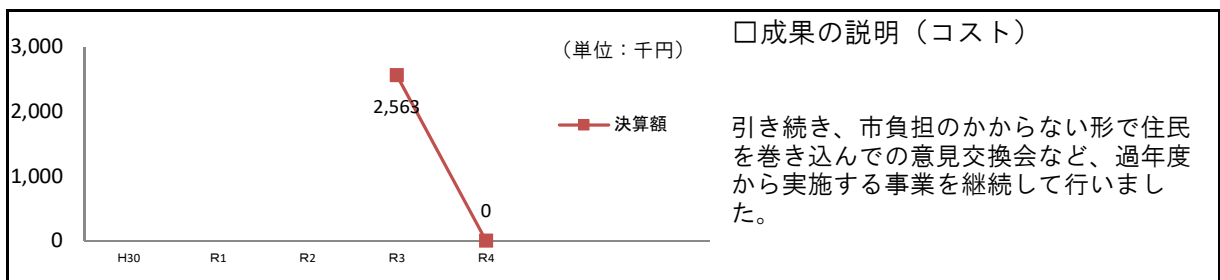 3,000
2,000
1,000
0
(単位：千円)
2,563
0
決算額
H30
R1
R2
R3
R4
□成果の説明（コスト）
引き続き、市負担のかからない形で住民
を巻き込んでの意見交換会など、過年度
から実施する事業を継続して行いまし
た。